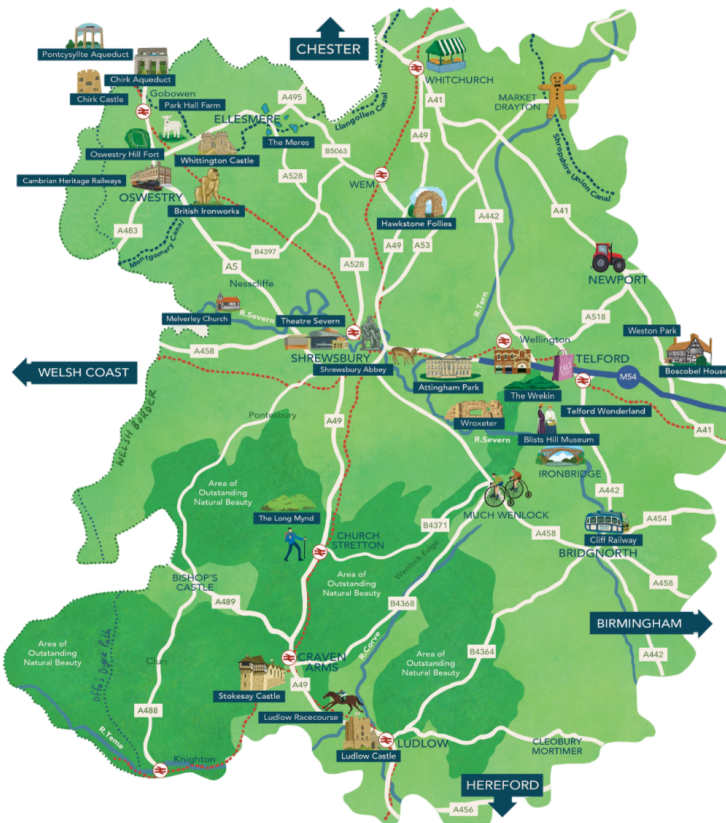 CHESTER
Pontcysyllte Aqueduct
Chirk Aqueduct
WHITCHURCH
Chirk Castle
Gobowen
Park Hall Farm
A495
A41
MARKET
DRAYTON
ELLESMERE
Llangollen Canal
A49
Oswestry Hill Fort
Whittington Castle
The Meres
B5063
Shropshire Union Canal
Cambrian Heritage Railways
A528
WEM
OSWESTRY
British Ironworks
A442
A41
A483
Hawkstone Follies
Montgomery Canal
B4397
A49
A53
A5
A528
Nesscliffe
NEWPORT
R.Tern
Melverley Church
R.Severn
Theatre Severn
A518
Weston Park
Wellington
SHREWSBURY
A458
TELFORD
SALE
Boscobel House
Shrewsbury Abbey
Attingham Park
M54
WELSH COAST
The Wrekin
Telford Wonderland
Pontesbury
A49
Wroxeter
A41
WELSH BORDER
R.Severn
Blists Hill Museum
IRONBRIDGE
Area of
Outstanding
Natural Beauty
A442
The Long Mynd
MUCH WENLOCK
A454
B4371
A458
Cliff Railway
CHURCH
STRETTON
BRIDGNORTH
Wenlock Edge
Area of
Outstanding
Natural Beauty
BISHOP'S
CASTLE
A458
A489
B4368
BIRMINGHAM
Area of
Outstanding
Natural Beauty
Offa's Dyke Path
Clun
R.Corve
B4364
A442
CRAVEN
ARMS
Area of
Outstanding
Natural Beauty
Stokesay Castle
A49
A488
Ludlow Racecourse
R.Teme
LUDLOW
CLEOBURY
MORTIMER
Knighton
Ludlow Castle
HEREFORD
A456